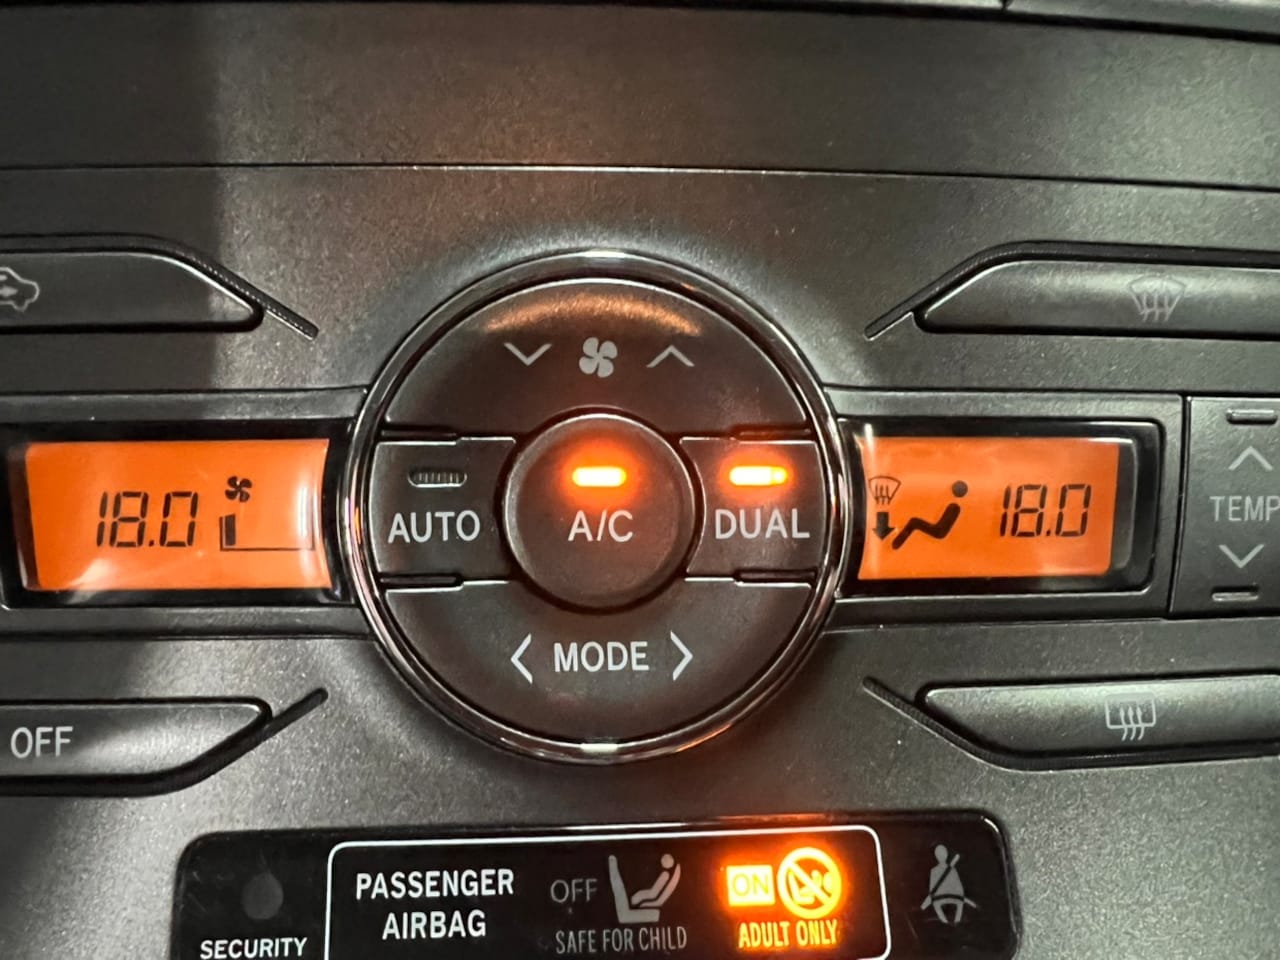 18.0
AUTO
A/C
DUAL
18.0
TEMP
MODE
OFF
PASSENGER
AIRBAG
OFF
SAFE FOR CHILD
ON
ADULT ONLY
SECURITY